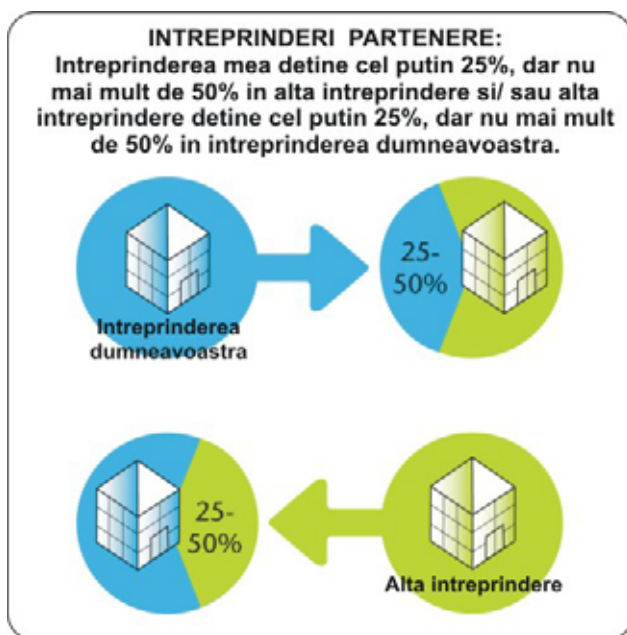 INTREPRINDERI PARTENERE:
Intreprinderea mea detine cel putin 25%, dar nu
mai mult de 50% in alta intreprindere si/ sau alta
intreprindere detine cel putin 25%, dar nu mai mult
de 50% in intreprinderea dumneavoastra.
25-
50%
Intreprinderea
dumneavoastra
25-
50%
Alta intreprindere